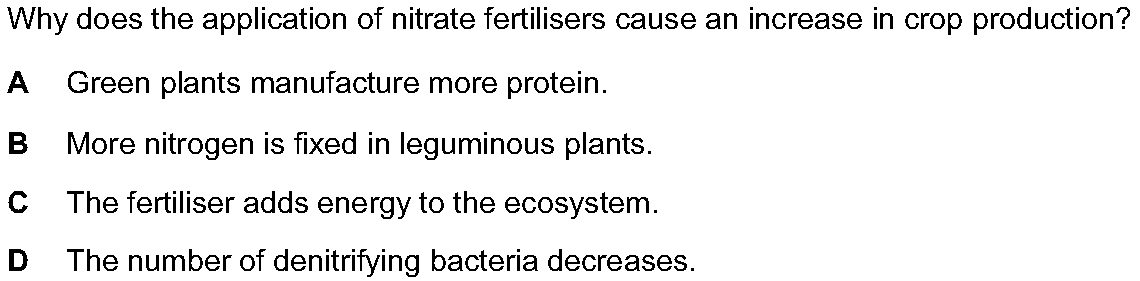 Why does the application of nitrate fertilisers cause an increase in crop production?
A Green plants manufacture more protein.
B More nitrogen is fixed in leguminous plants.
C The fertiliser adds energy to the ecosystem.
D The number of denitrifying bacteria decreases.